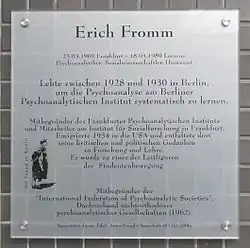 Erich Fromm
23.03.1900 Frankfurt - 18.03.1980 Locarno
Psychoanalytiker, Sozialwissenschaftler, Humanist
Lebte zwischen 1928 und 1930 in Berlin,
um die Psychoanalyse am Berliner
Psychoanalytischen Institut systematisch zu lernen.
Mitbegründer des Frankfurter Psychoanalytischen Instituts
und Mitarbeiter am Institut für Sozialforschung in Frankfurt.
Emigrierte 1934 in die USA und entfaltete dort
seine kritischen und politischen Gedanken
in Forschung und Lehre.
Er wurde zu einer der Leitfiguren
der Studentenbewegung
Mitbegründer der
"International Federation of Psychoanalytic Societies",
Dachverband nichtorthodoxer
psychoanalytischer Gesellschaften (1962).
mit Freud in Berlin